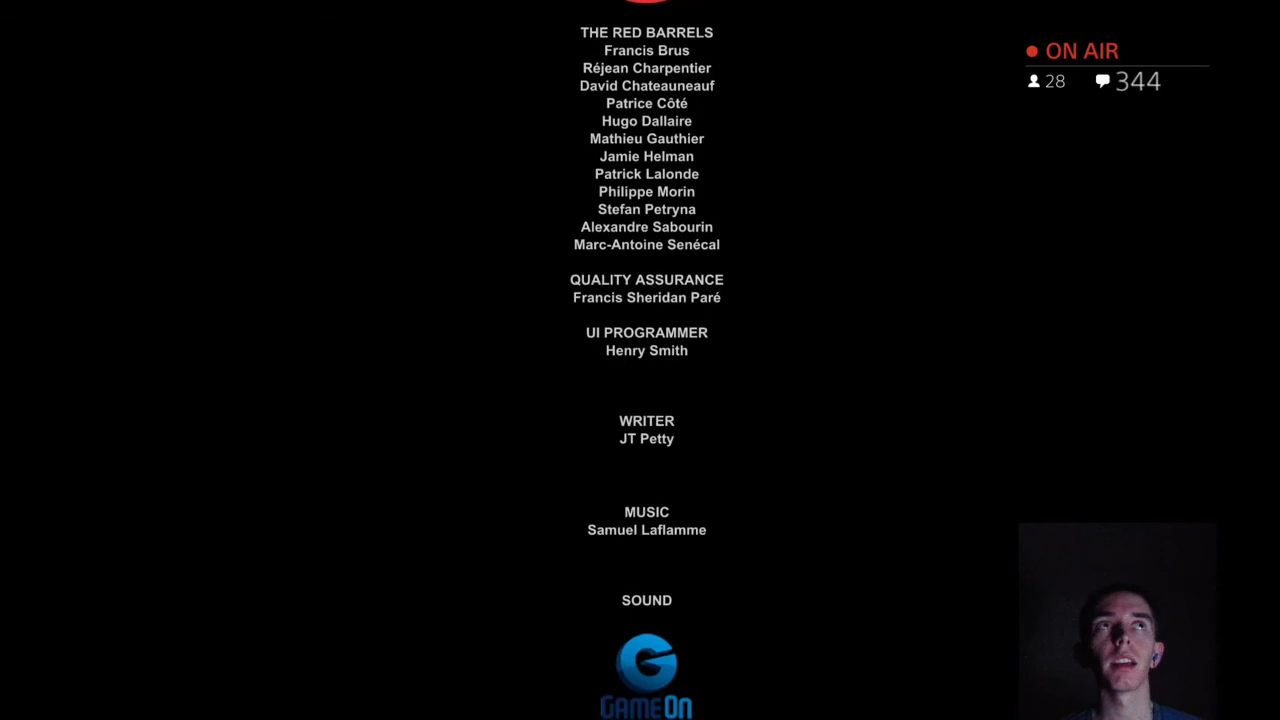 THE RED BARRELS
Francis Brus
Réjean Charpentier
David Chateauneuf
Patrice Côté
Hugo Dallaire
Mathieu Gauthier
Jamie Helman
Patrick Lalonde
Philippe Morin
Stefan Petryna
Alexandre Sabourin
Marc-Antoine Senécal
QUALITY ASSURANCE
Francis Sheridan Paré
UI PROGRAMMER
Henry Smith
WRITER
JT Petty
MUSIC
Samuel Laflamme
SOUND
GAMEON
ON AIR
28 344